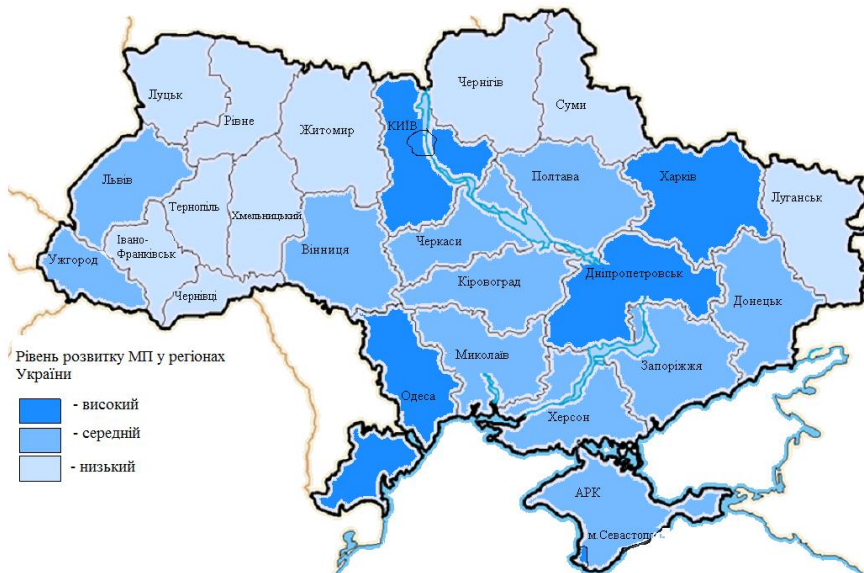 Чернігів
Луцьк
Суми
Рівне
КИЇВ
Житомир
Полтава
Харків
Львів
Луганськ
Тернопіль
Хмельницький
Івано-
Франківськ
Черкаси
Вінниця
Ужгород
Дніпропетровськ
Кіровоград
Чернівці
Донецьк
Рівень розвитку МП у регіонах
України
Миколаїв
Запоріжжя
Одеса
- високий
Херсон
- середній
- низький
АРК
м.Севастопол